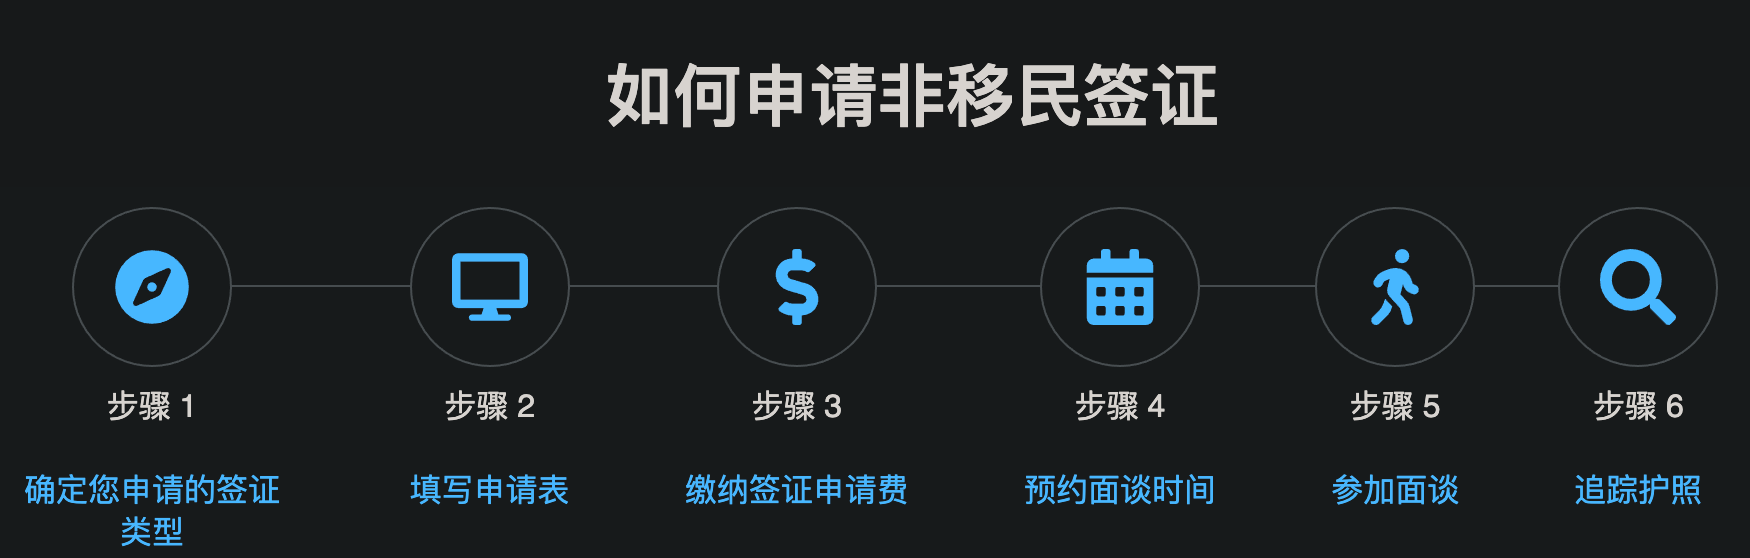 如何申请非移民签证
步骤 1
步骤 2
步骤 3
步骤 4
步骤 5
步骤 6
确定您申请的签证
类型
填写申请表
缴纳签证申请费
预约面谈时间
参加面谈
追踪护照